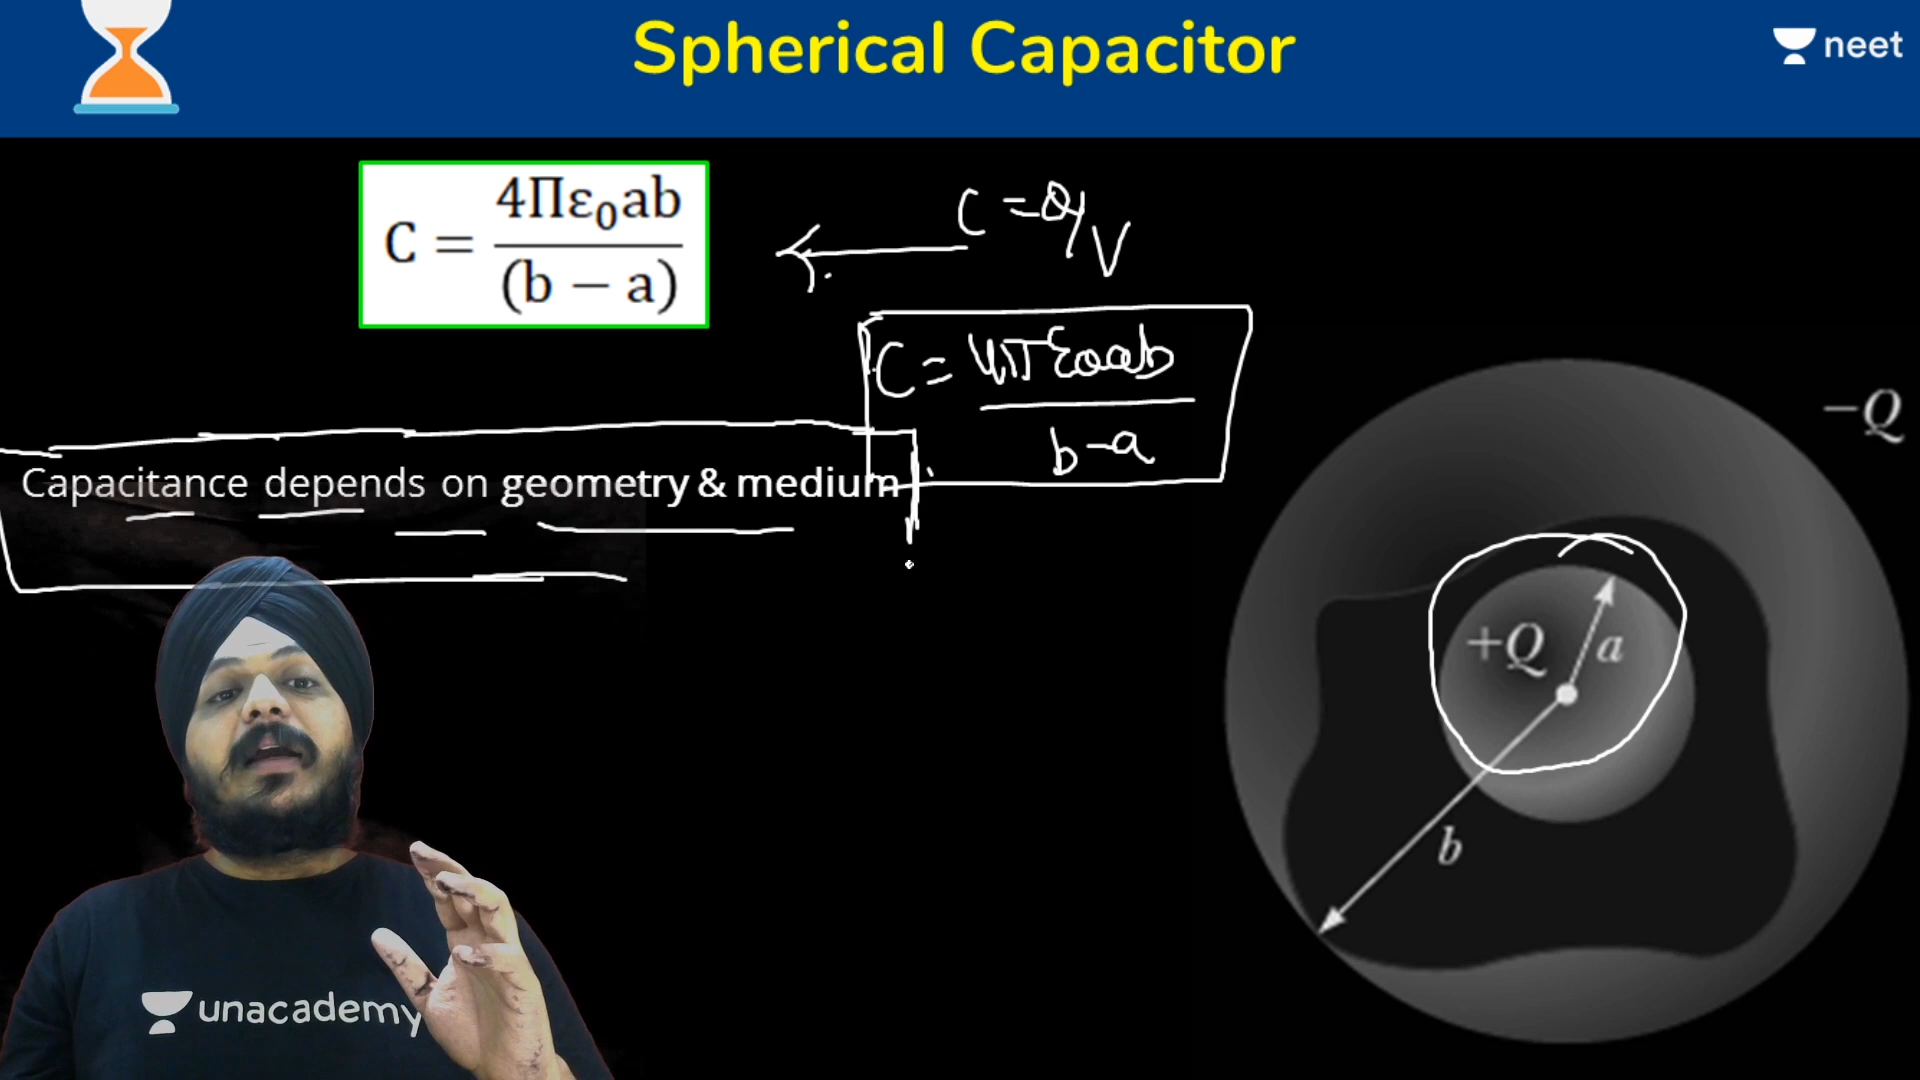 Spherical Capacitor
neet
C = 4Πε₀ab / (b − a)
C = Q/V
C = 4πε₀ab / b-a
Capacitance depends on geometry & medium
−Q
+Q
a
b
unacademy